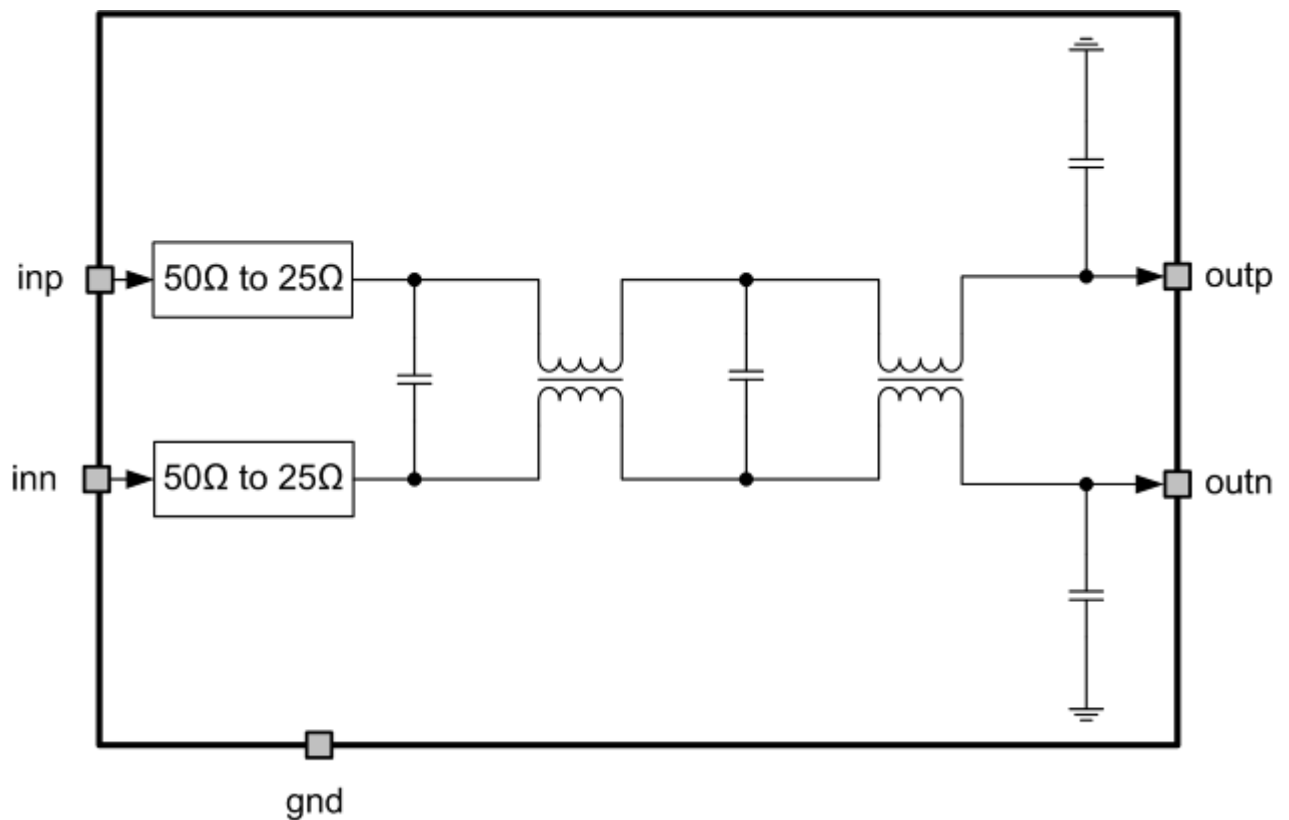 inp
50Ω to 25Ω
outp
inn
50Ω to 25Ω
outn
gnd